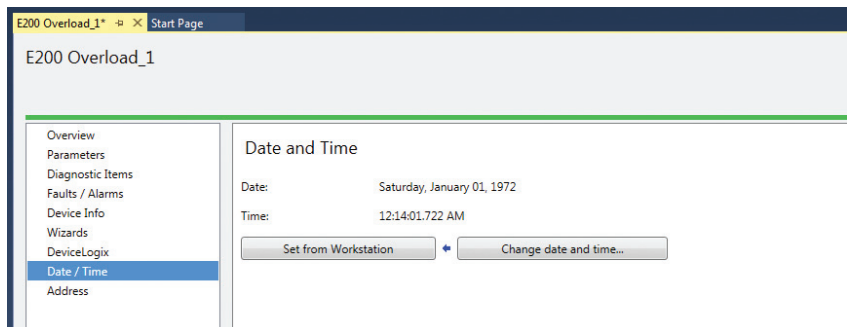 E200 Overload_1* Start Page
E200 Overload_1
Overview
Parameters
Diagnostic Items
Faults / Alarms
Device Info
Wizards
DeviceLogix
Date / Time
Address
Date and Time
Date: Saturday, January 01, 1972
Time: 12:14:01.722 AM
Set from Workstation Change date and time...